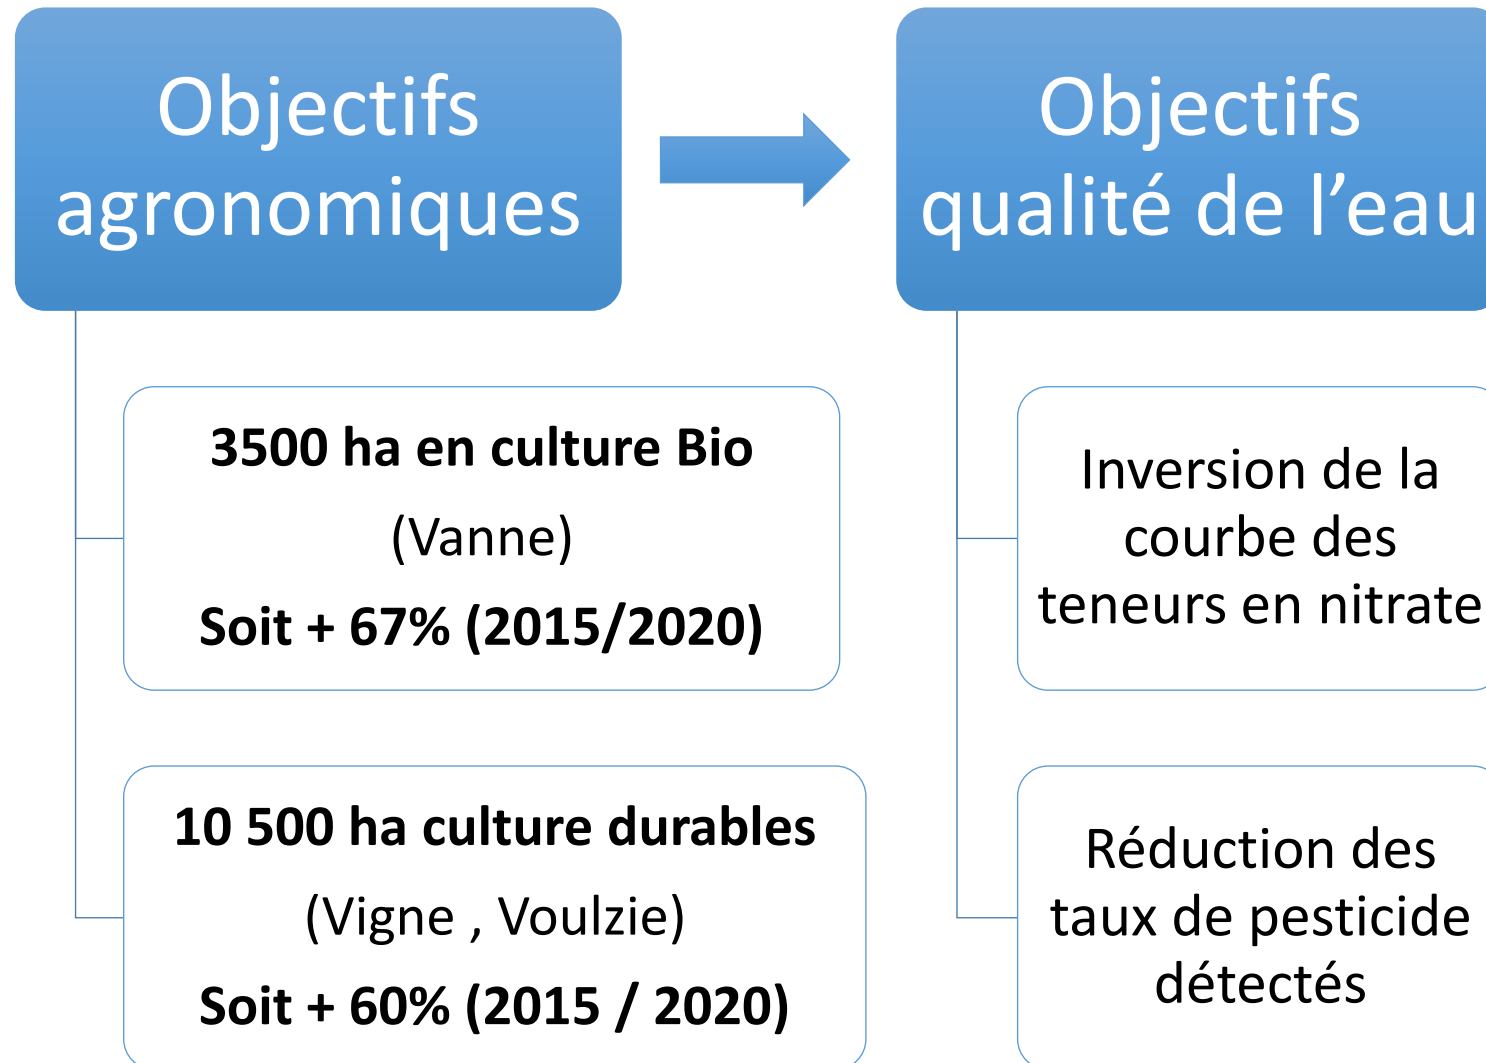 Objectifs
agronomiques
3500 ha en culture Bio
(Vanne)
Soit + 67% (2015/2020)
10 500 ha culture durables
(Vigne , Voulzie)
Soit + 60% (2015 / 2020)
Objectifs
qualité de l’eau
Inversion de la
courbe des
teneurs en nitrate
Réduction des
taux de pesticide
détectés